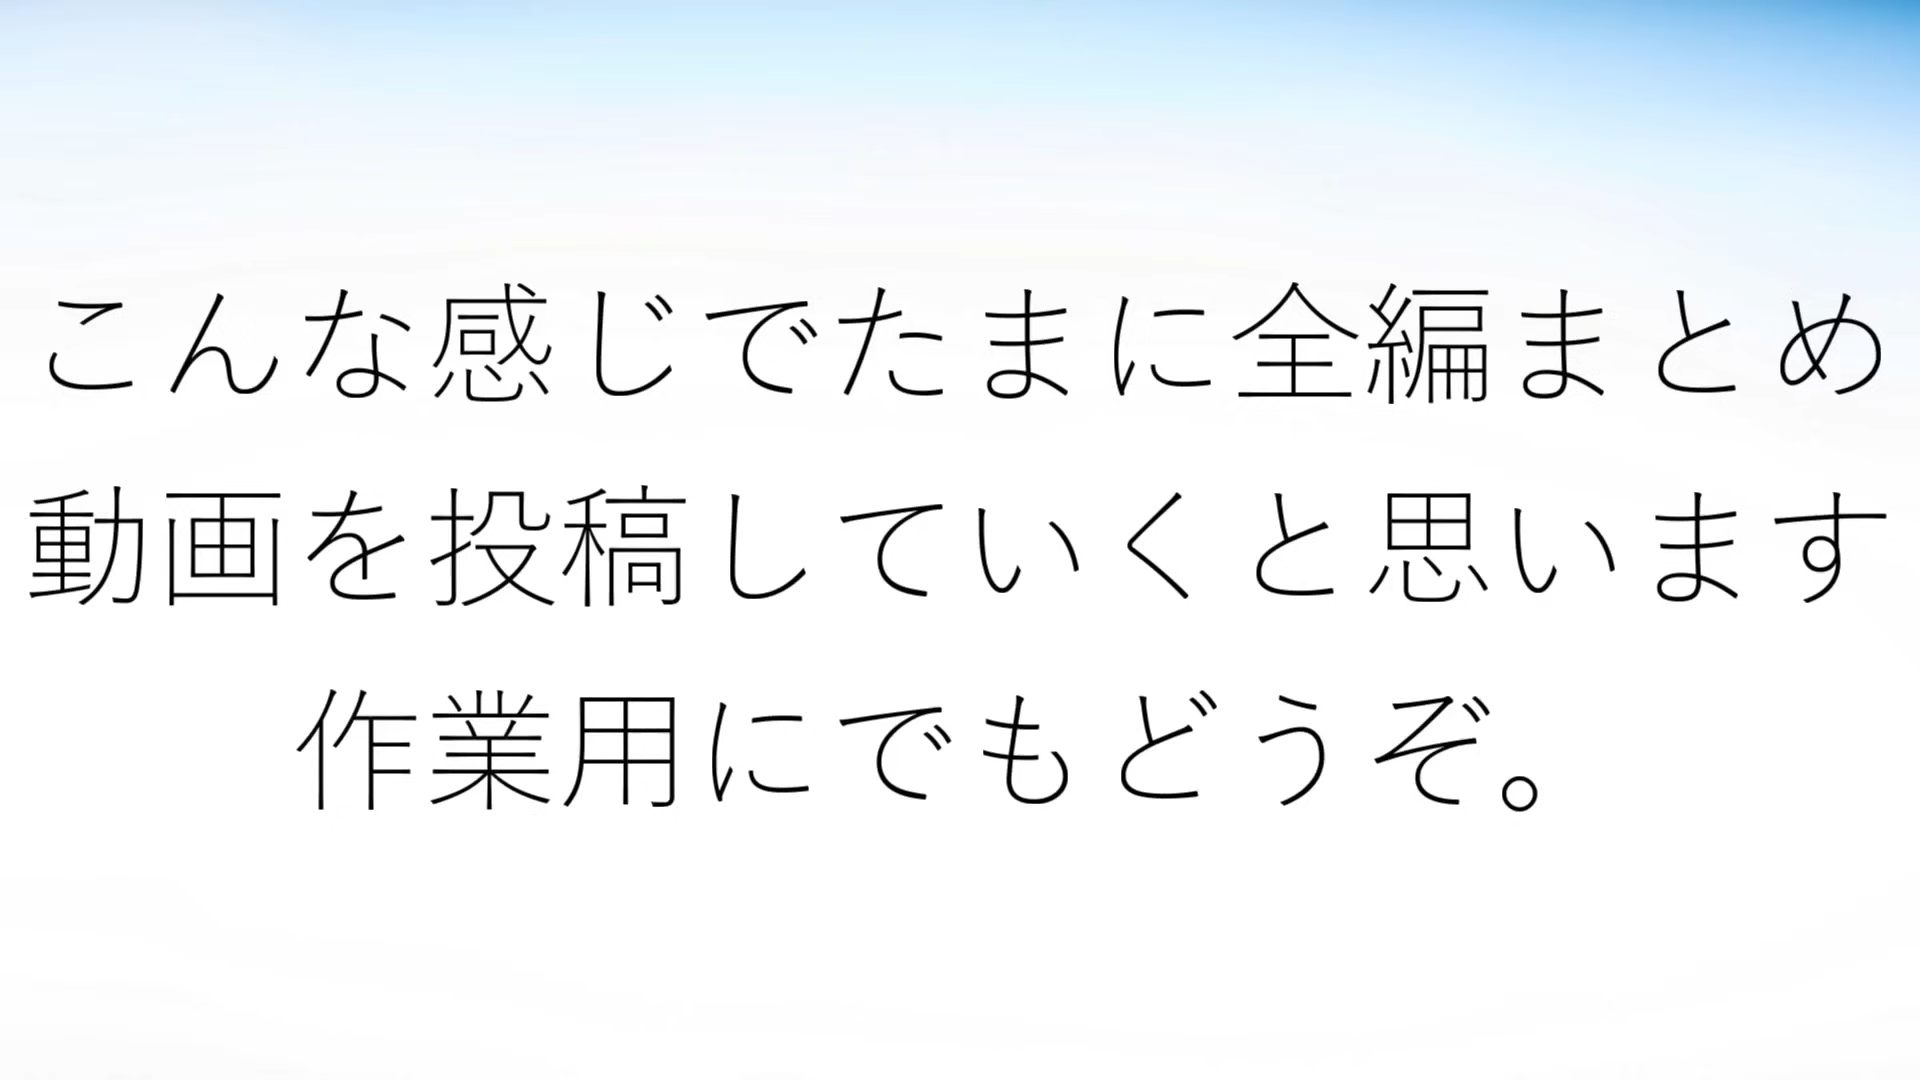 こんな感じでたまに全編まとめ
動画を投稿していくと思います
作業用にでもどうぞ。